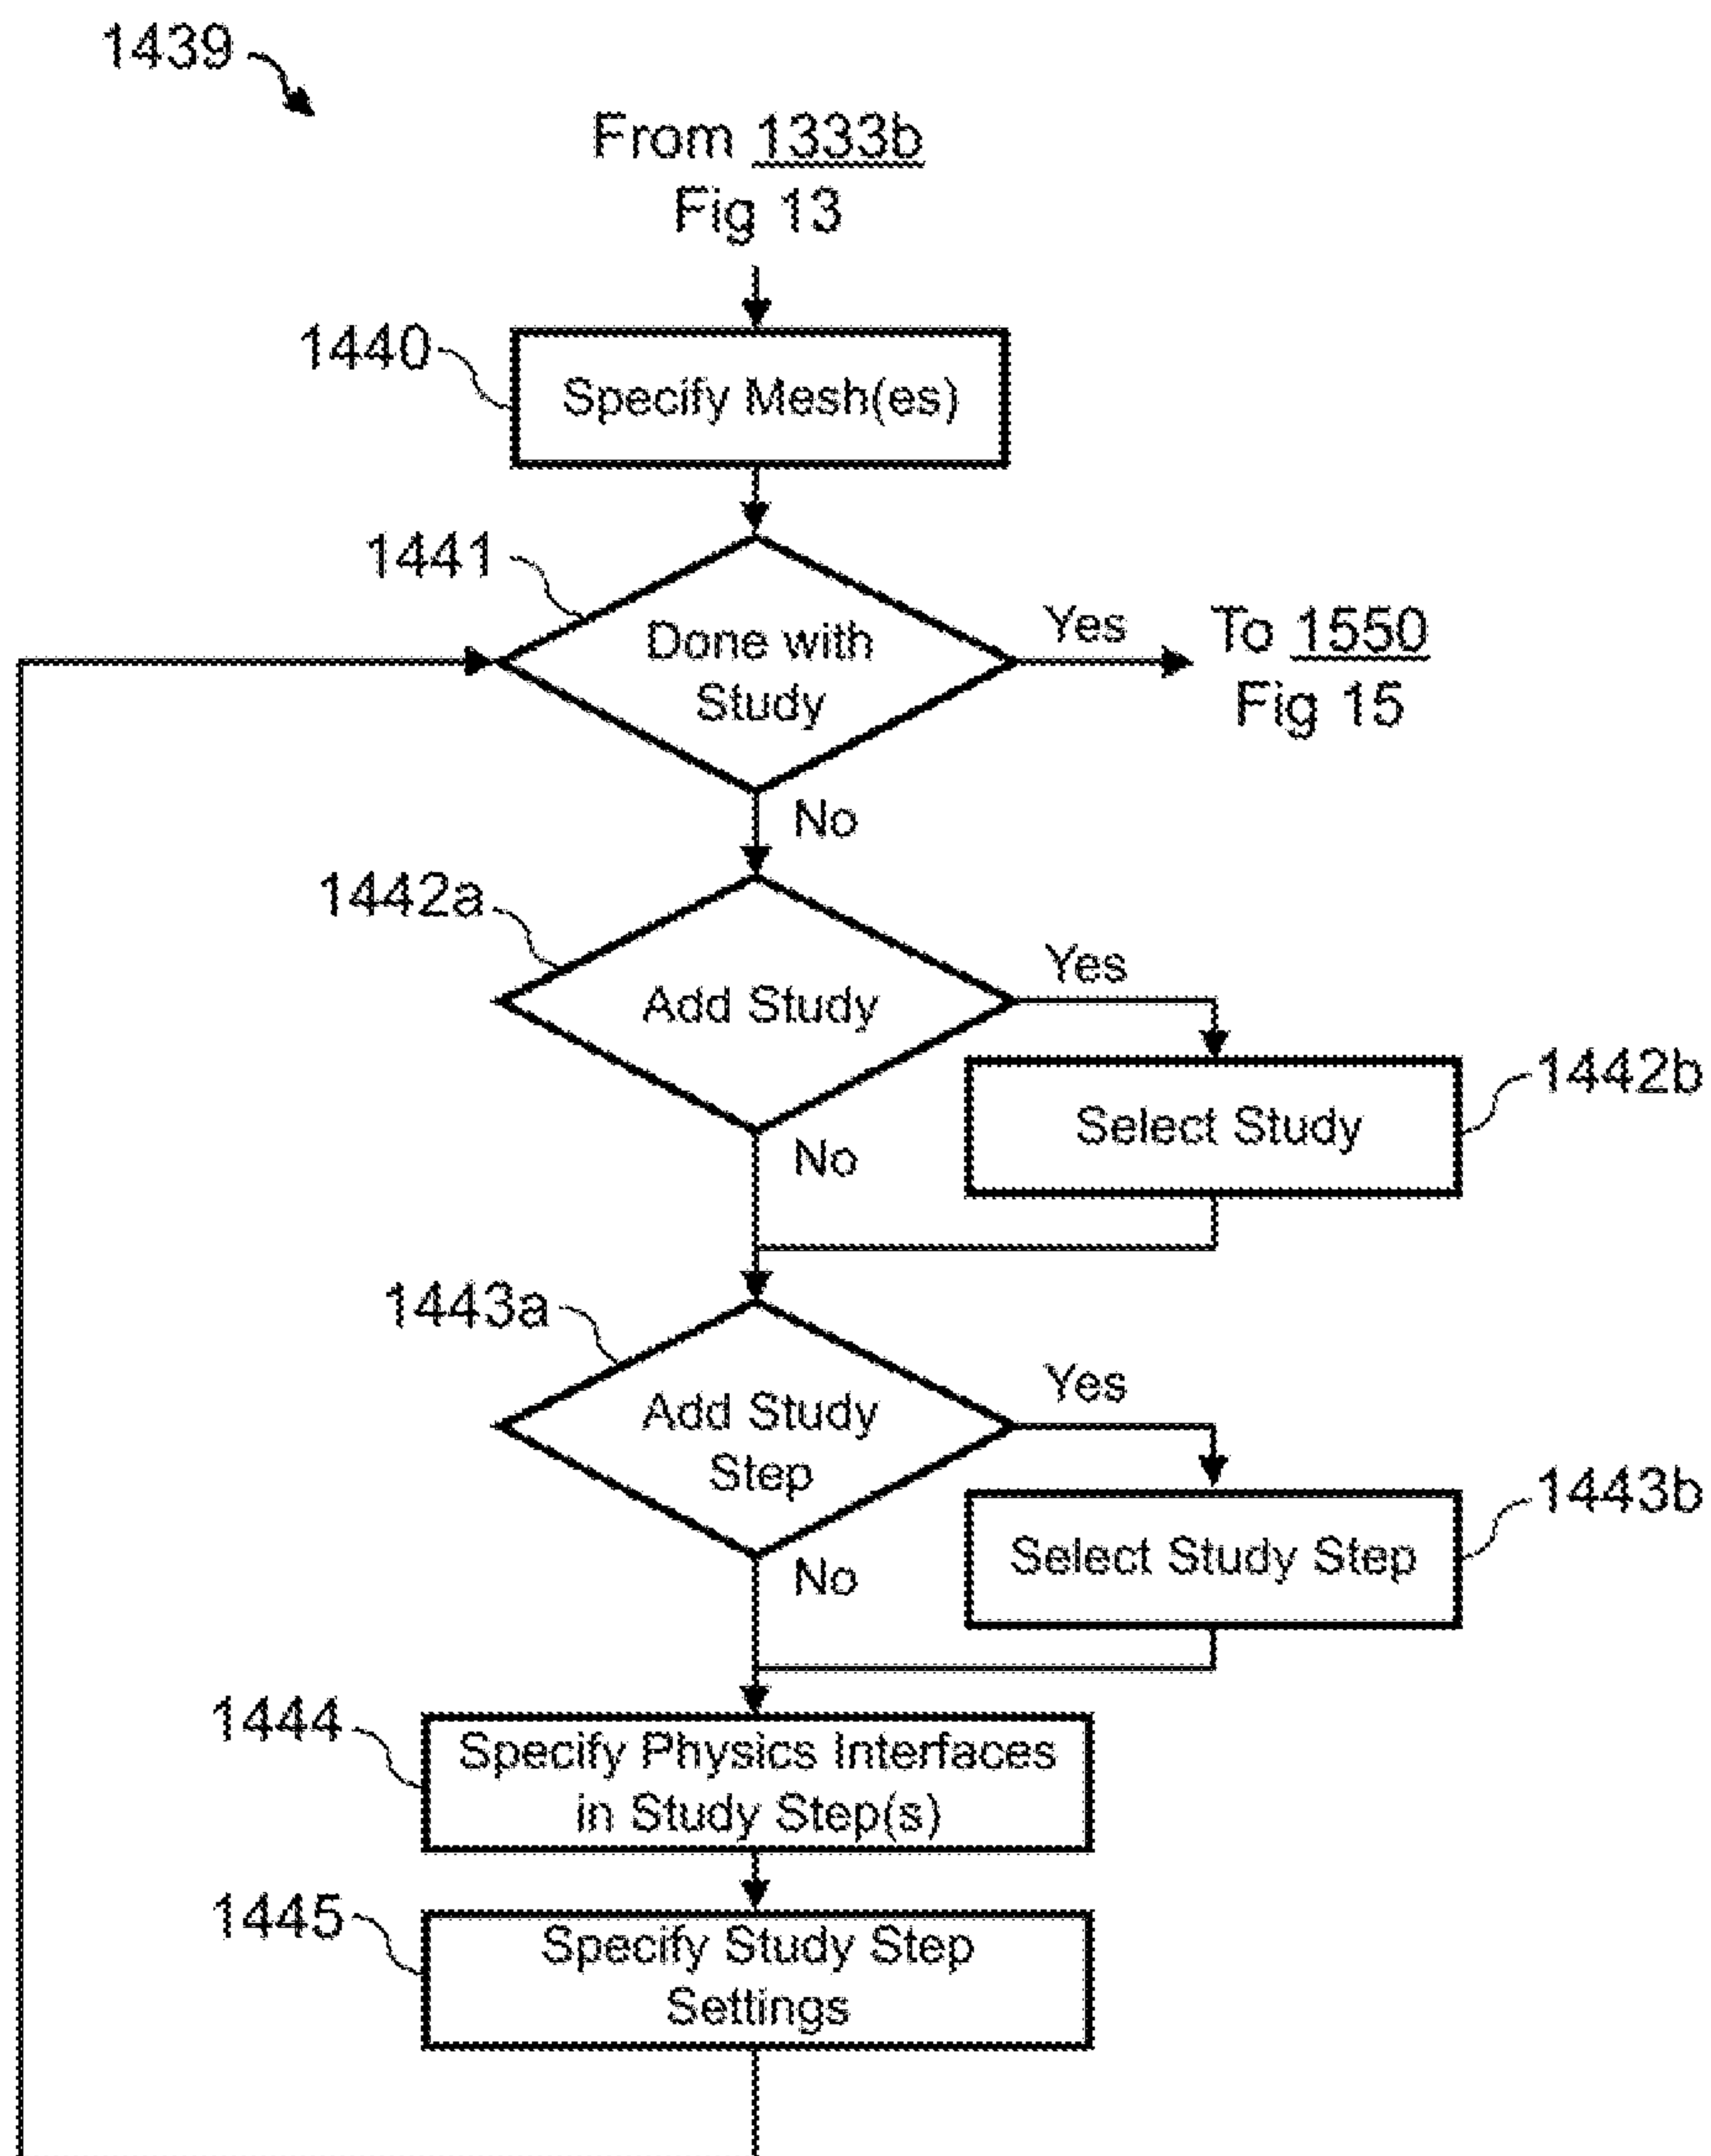 1439
From 1333b
Fig 13
1440
Specify Mesh(es)
1441
Done with
Study
Yes
To 1550
Fig 15
No
1442a
Add Study
Yes
1442b
Select Study
No
1443a
Add Study
Step
Yes
1443b
Select Study Step
No
1444
Specify Physics Interfaces
in Study Step(s)
1445
Specify Study Step
Settings